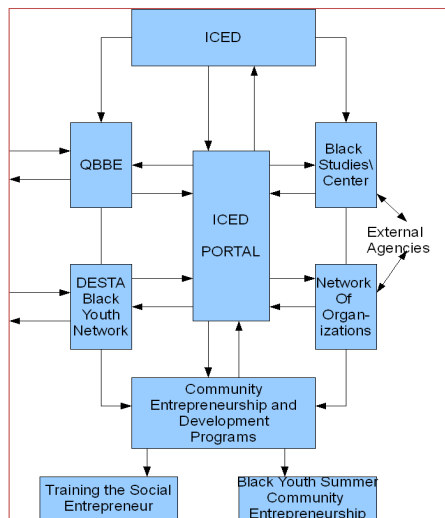 ICED
QBBE
Black
Studies\
Center
ICED
PORTAL
External
Agencies
DESTA
Black
Youth
Network
Network
Of
Organ-
izations
Community
Entrepreneurship and
Development
Programs
Training the Social
Entrepreneur
Black Youth Summer
Community
Entrepreneurship